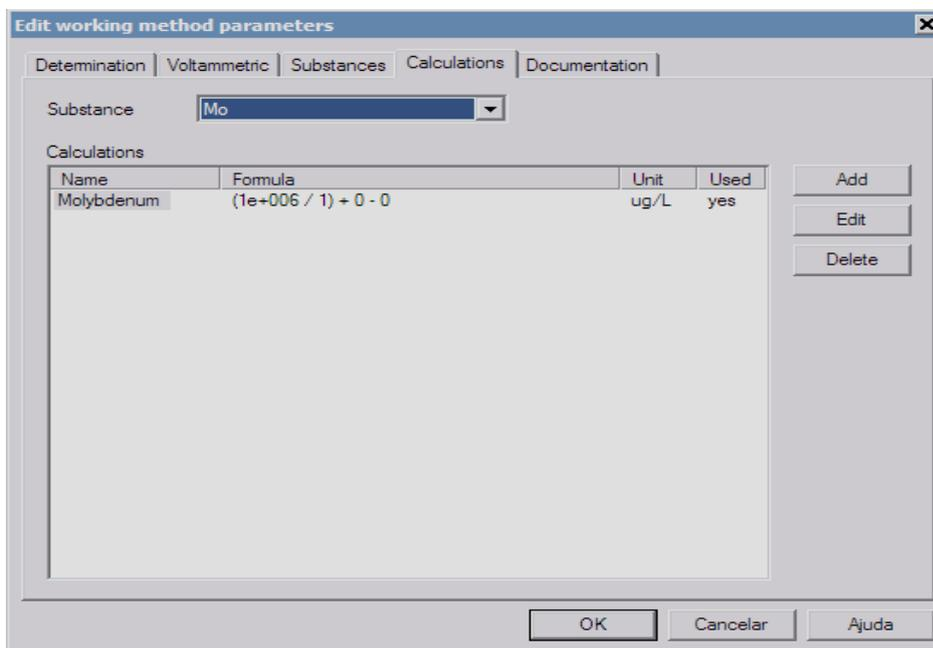 Edit working method parameters
Detemination Voltammetric Substances Calculations Documentation
Substance Mo
Calculations
Name Formula Unit Used Add
Molybdenum (1e+006 / 1) + 0 - 0 ug/L yes
Edit
Delete
OK Cancelar Ajuda